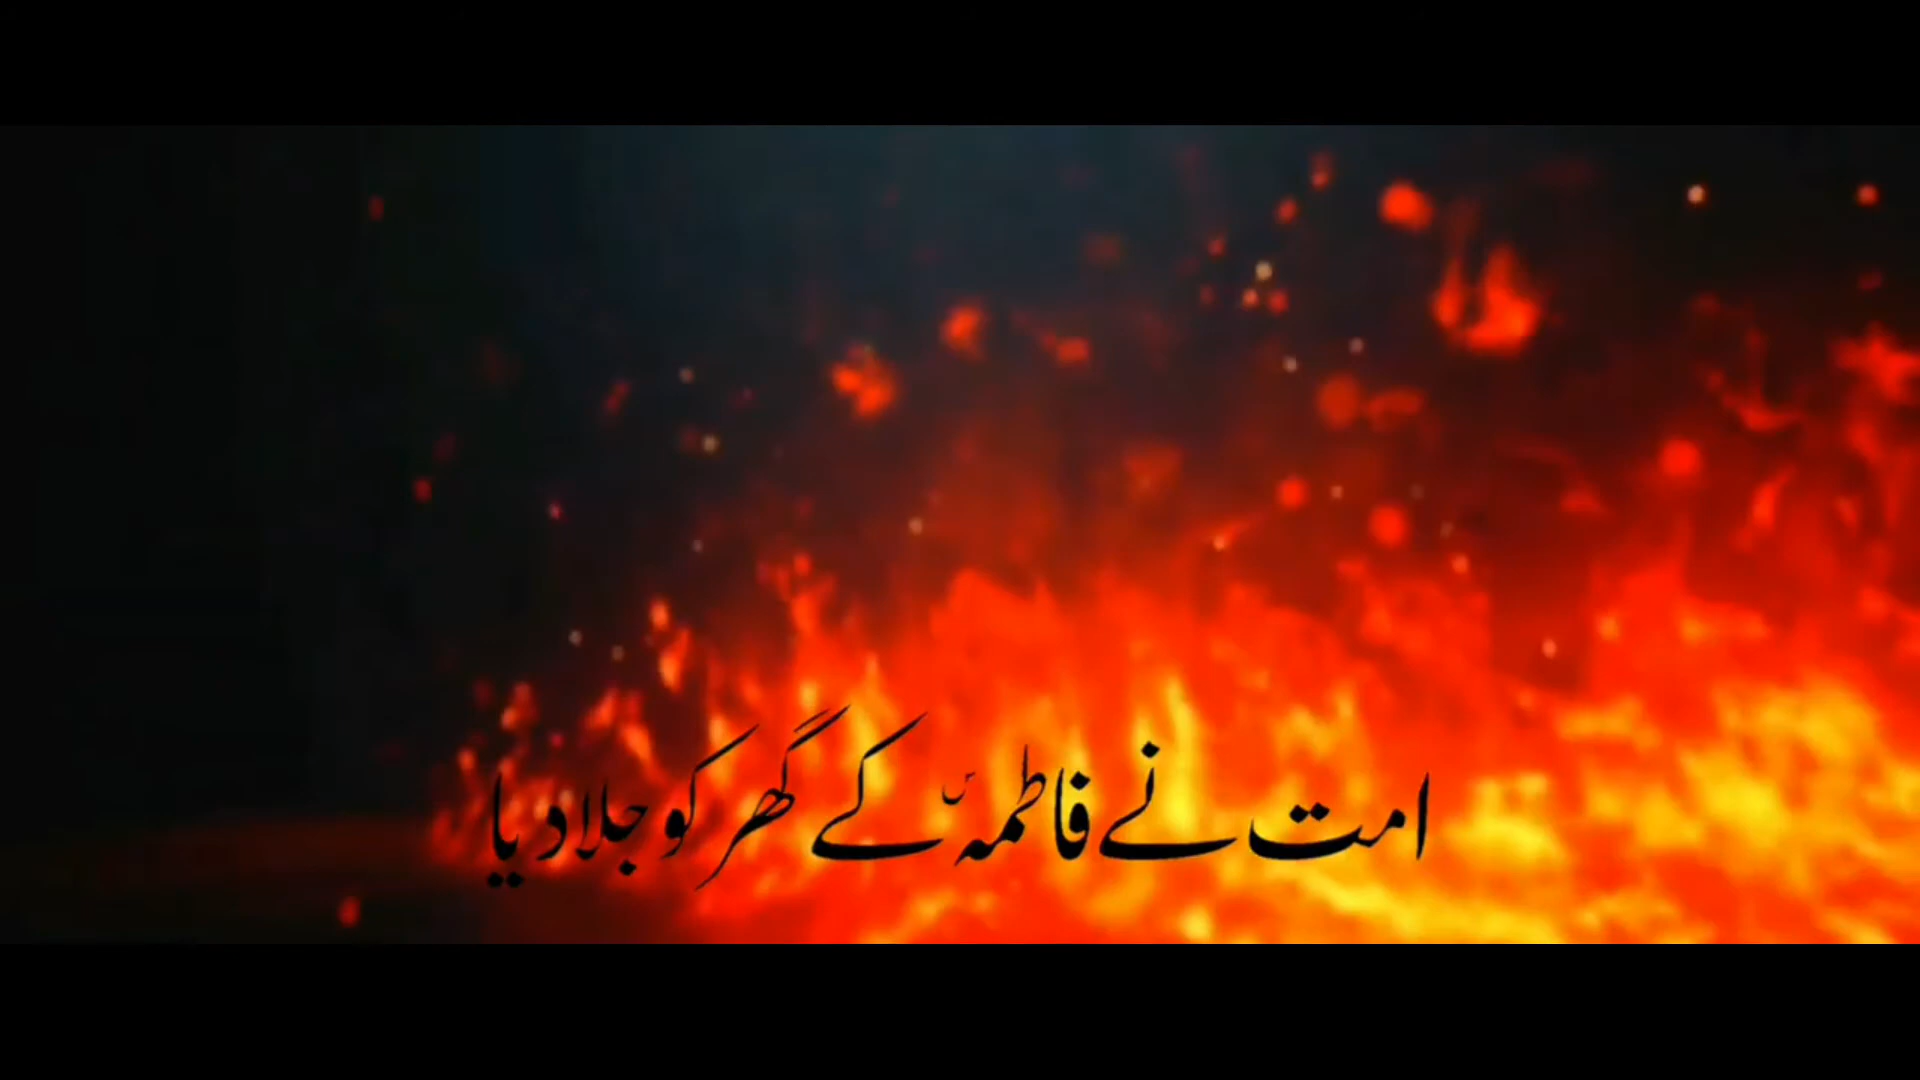 امت نے فاطمہؑ کے گھر کو جلا دیا